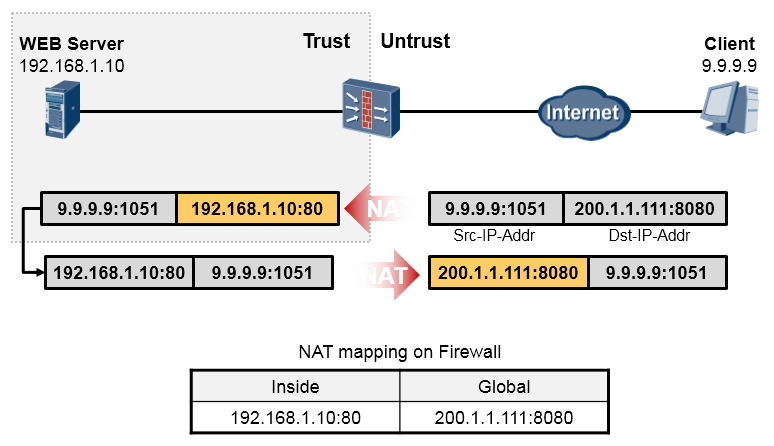 WEB Server
192.168.1.10
Trust
Untrust
Client
9.9.9.9
Internet
9.9.9.9:1051 192.168.1.10:80
NAT
9.9.9.9:1051 200.1.1.111:8080
Src-IP-Addr Dst-IP-Addr
192.168.1.10:80 9.9.9.9:1051
NAT
200.1.1.111:8080 9.9.9.9:1051
NAT mapping on Firewall
Inside Global
192.168.1.10:80 200.1.1.111:8080